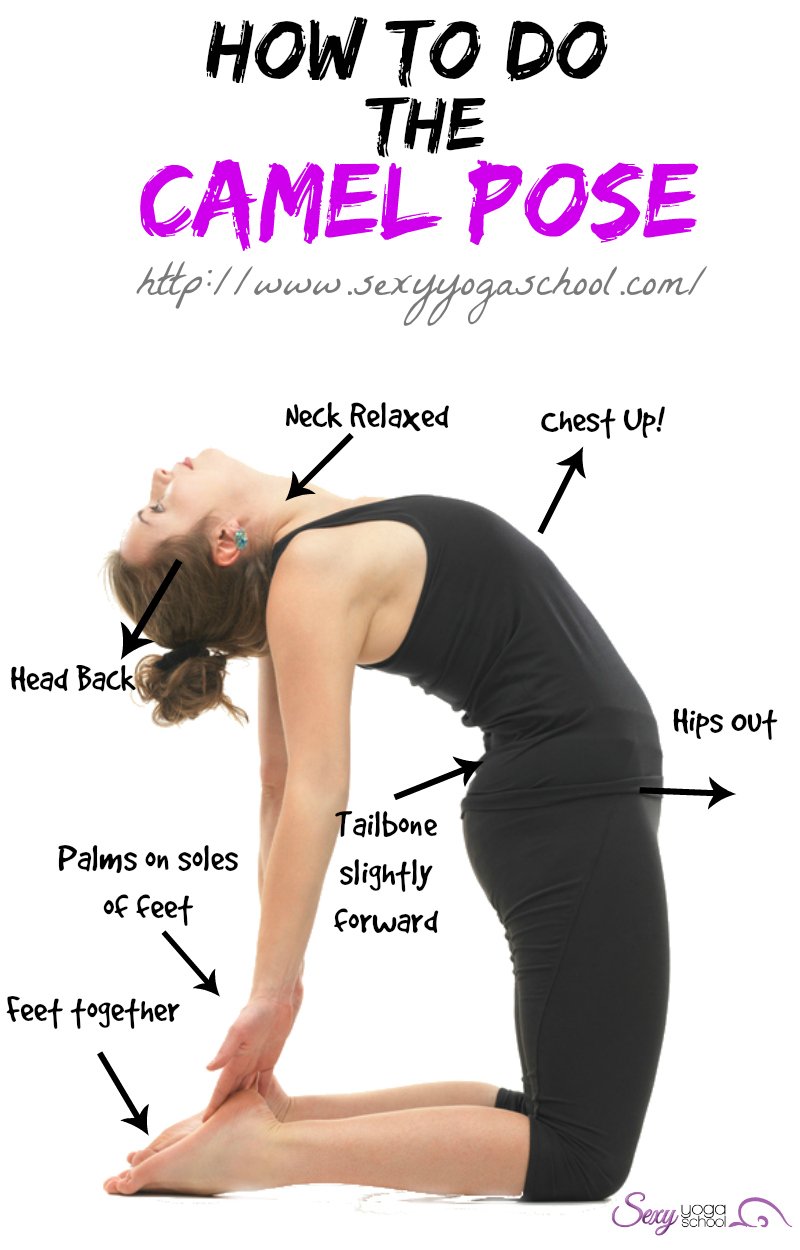 HOW TO DO
THE
CAMEL POSE
http://www.sexyyogaschool.com/
Neck Relaxed
Chest Up!
Head Back
Hips out
Tailbone
slightly
forward
Palms on soles
of feet
Feet together
Sexy yoga
school